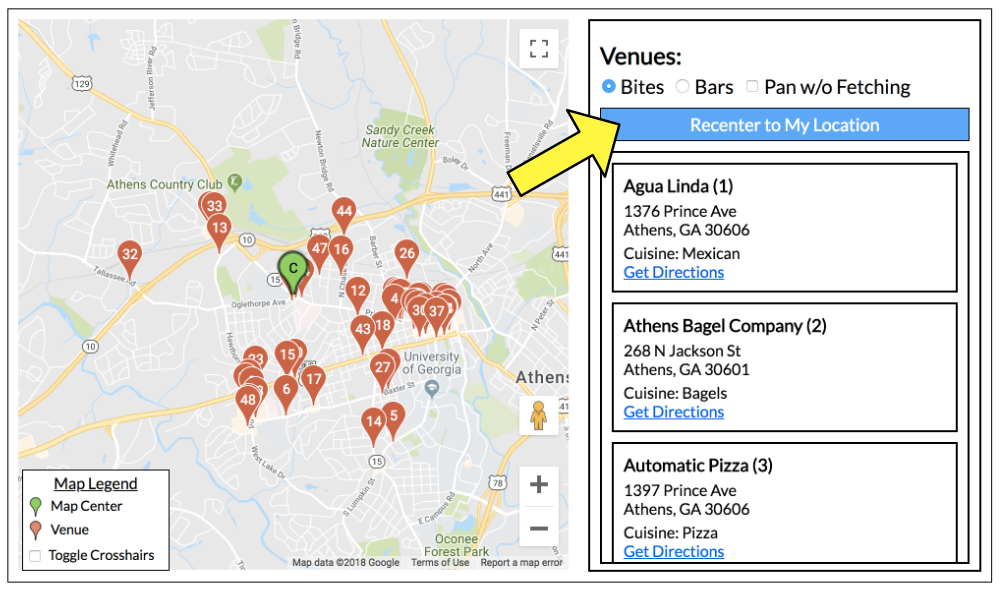 129
Jefferson River Rd
Newton Bridge Rd
Whitehead Rd
Sandy Creek
Nature Center
Boley Dr
Athens Country Club
441
33
44
13
10
47
16
Barber St
26
North Ave
441
32
Tallassee Rd
C
15
N Chase
12
4
Oglethorpe Ave
30
37
N Peter St
43
18
10
15
27
University
of Georgia
Athens
6
17
Baxter St
48
14
5
15
West Lake Dr
S Lumpkin St
78
E Campus Rd
Oconee
Forest Park
Map Legend
Map Center
Venue
Toggle Crosshairs
Map data ©2018 Google
Terms of Use
Report a map error
Venues:
Bites Bars Pan w/o Fetching
Recenter to My Location
Agua Linda (1)
1376 Prince Ave
Athens, GA 30606
Cuisine: Mexican
Get Directions
Athens Bagel Company (2)
268 N Jackson St
Athens, GA 30601
Cuisine: Bagels
Get Directions
Automatic Pizza (3)
1397 Prince Ave
Athens, GA 30606
Cuisine: Pizza
Get Directions